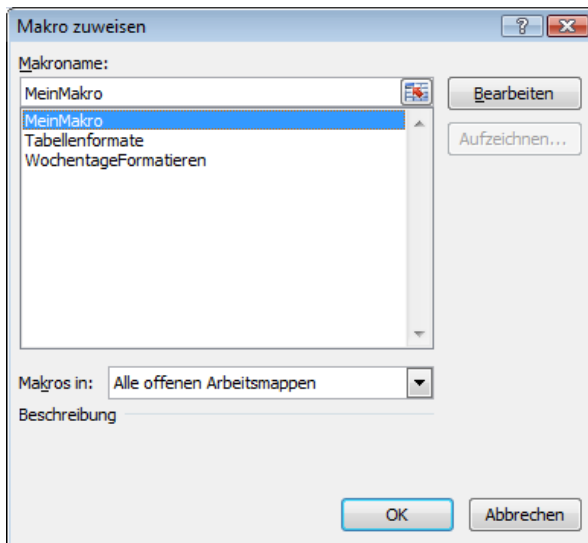 Makro zuweisen
Makroname:
MeinMakro
Bearbeiten
MeinMakro
Tabellenformate
WochentageFormatieren
Aufzeichnen...
Makros in: Alle offenen Arbeitsmappen
Beschreibung
OK Abbrechen